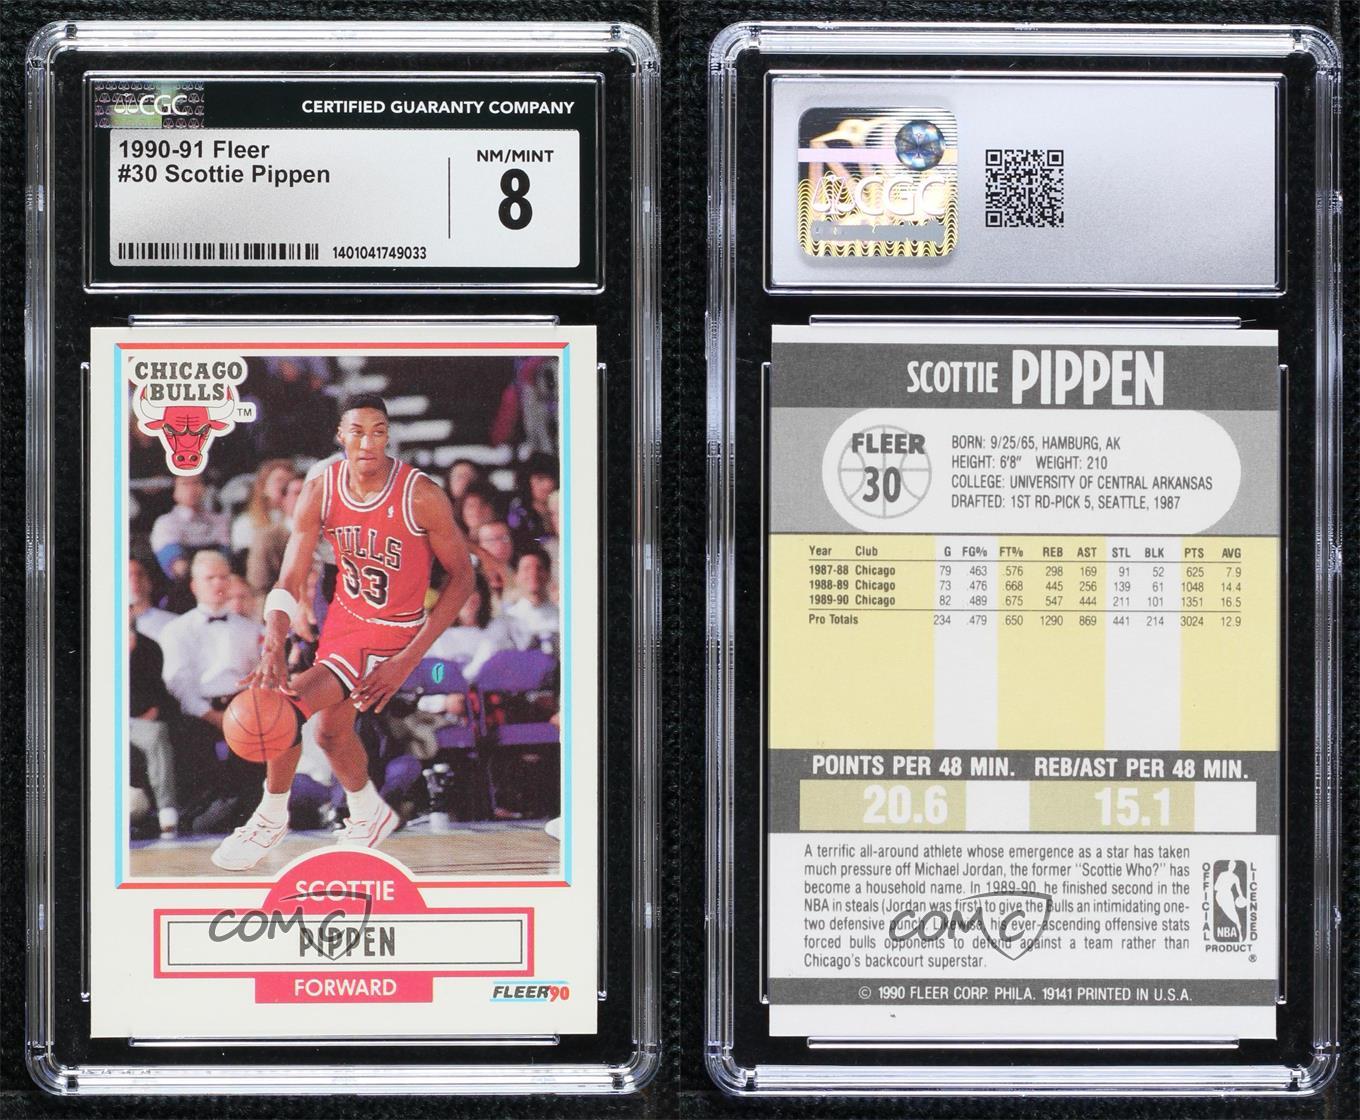 CGC
CERTIFIED GUARANTY COMPANY
1990-91 Fleer
#30 Scottie Pippen
NM/MINT
8
1401041749033
CHICAGO
BULLS
TM
BULLS
33
SCOTTIE
PIPPEN
FORWARD
FLEER'90
COMC
CGC
SCOTTIE PIPPEN
FLEER
30
BORN: 9/25/65, HAMBURG, AK
HEIGHT: 6'8" WEIGHT: 210
COLLEGE: UNIVERSITY OF CENTRAL ARKANSAS
DRAFTED: 1ST RD-PICK 5, SEATTLE, 1987
Year Club G FG% FT% REB AST STL BLK PTS AVG
1987-88 Chicago 79 .463 .576 298 169 91 52 625 7.9
1988-89 Chicago 73 .476 .668 445 256 139 61 1048 14.4
1989-90 Chicago 82 .489 .675 547 444 211 101 1351 16.5
Pro Totals 234 .479 .650 1290 869 441 214 3024 12.9
POINTS PER 48 MIN. REB/AST PER 48 MIN.
20.6 15.1
A terrific all-around athlete whose emergence as a star has taken
much pressure off Michael Jordan, the former "Scottie Who?" has
become a household name. In 1989-90, he finished second in the
NBA in steals (Jordan was first) to give the Bulls an intimidating one-
two defensive punch. Likewise, his ever-ascending offensive stats
forced bulls opponents to defend against a team rather than
Chicago's backcourt superstar.
OFFICIAL
LICENSED
NBA
PRODUCT
®
COMC
© 1990 FLEER CORP. PHILA. 19141 PRINTED IN U.S.A.